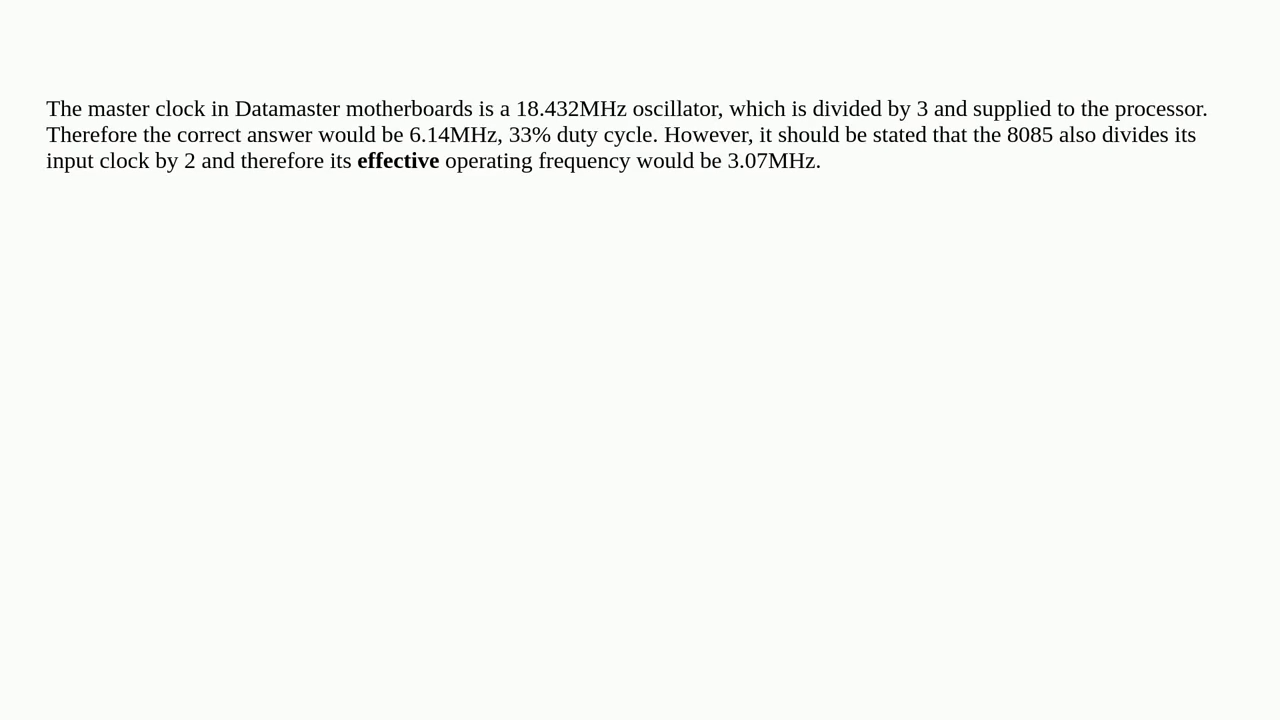 The master clock in Datamaster motherboards is a 18.432MHz oscillator, which is divided by 3 and supplied to the processor.
Therefore the correct answer would be 6.14MHz, 33% duty cycle. However, it should be stated that the 8085 also divides its
input clock by 2 and therefore its effective operating frequency would be 3.07MHz.